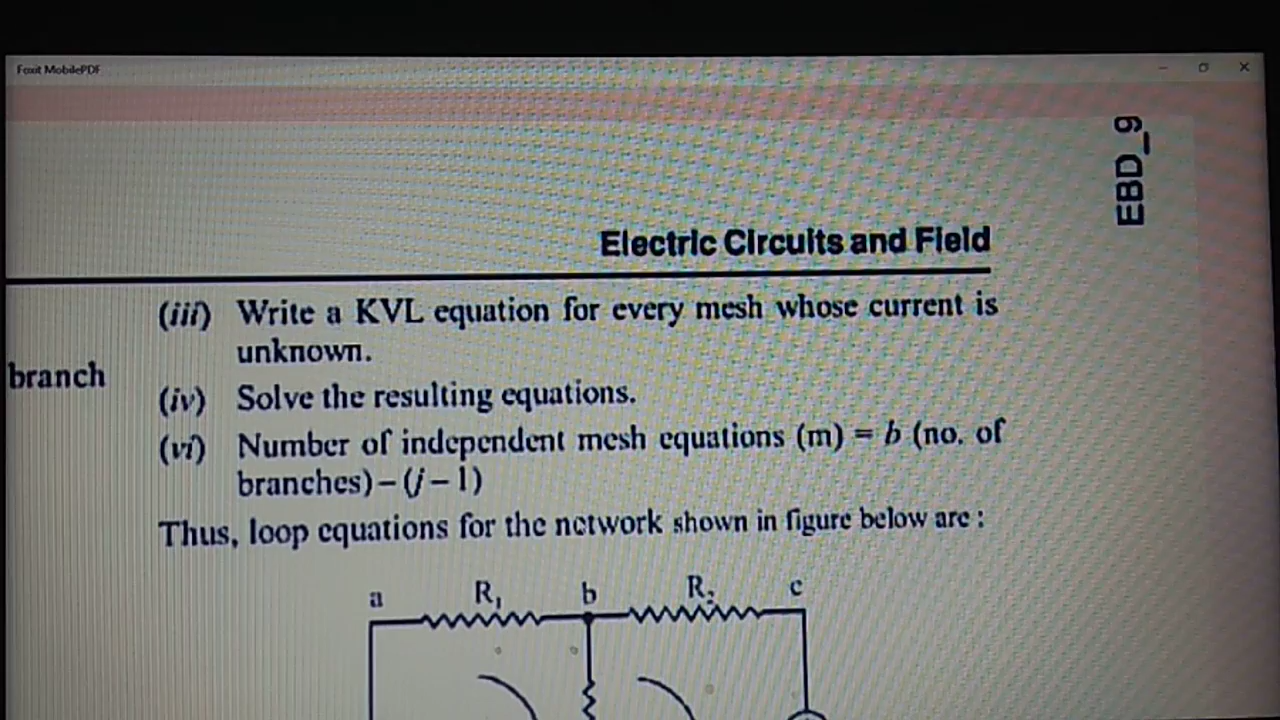 Foxit MobilePDF
EBD_9
Electric Circuits and Field
(iii) Write a KVL equation for every mesh whose current is
unknown.
branch
(iv) Solve the resulting equations.
(vi) Number of independent mesh equations (m) = b (no. of
branches) – (j – 1)
Thus, loop equations for the network shown in figure below are :
a R₁ b R₂ c